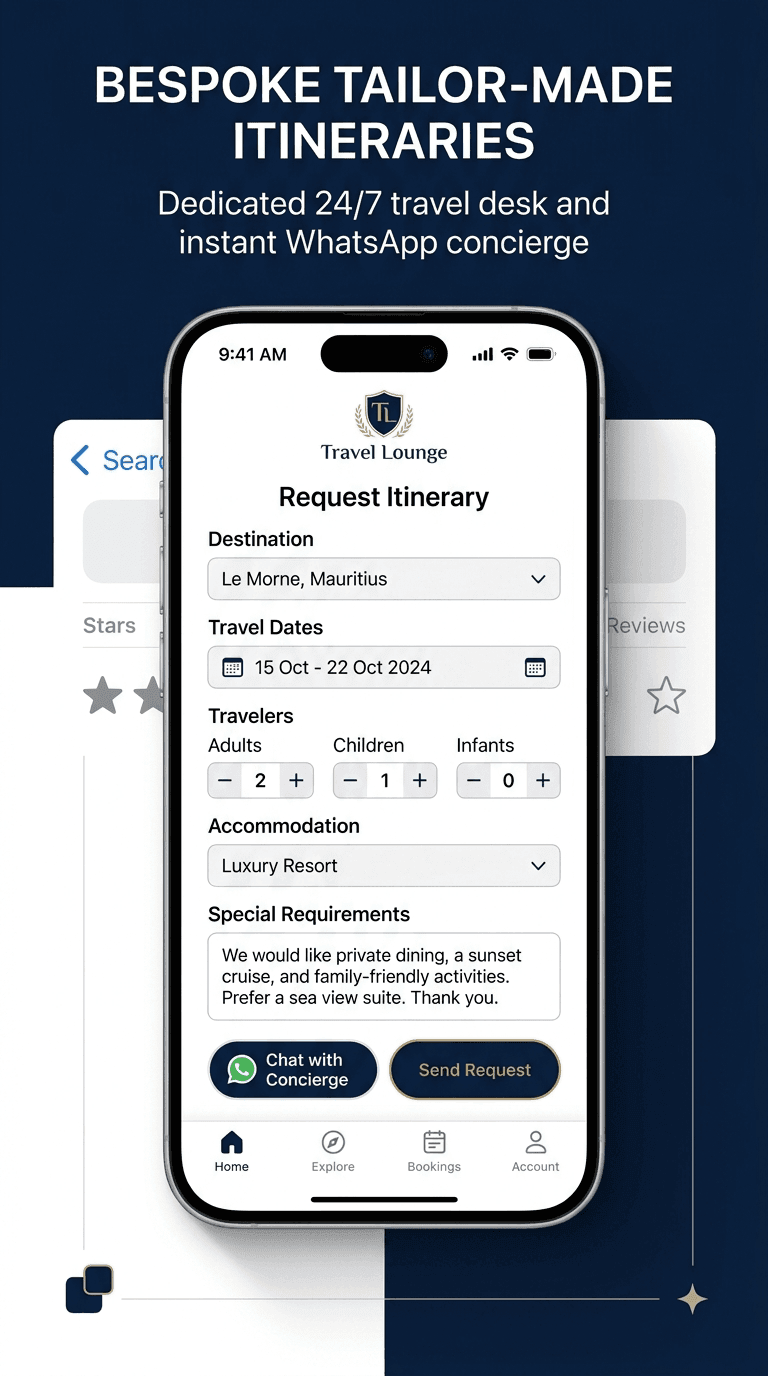 BESPOKE TAILOR-MADE
ITINERARIES
Dedicated 24/7 travel desk and
instant WhatsApp concierge
9:41 AM
TL
Travel Lounge
Request Itinerary
Destination
Le Morne, Mauritius
Travel Dates
15 Oct - 22 Oct 2024
Travelers
Adults Children Infants
− 2 + − 1 + − 0 +
Accommodation
Luxury Resort
Special Requirements
We would like private dining, a sunset
cruise, and family-friendly activities.
Prefer a sea view suite. Thank you.
Chat with
Concierge
Send Request
Home Explore Bookings Account
Stars
Reviews